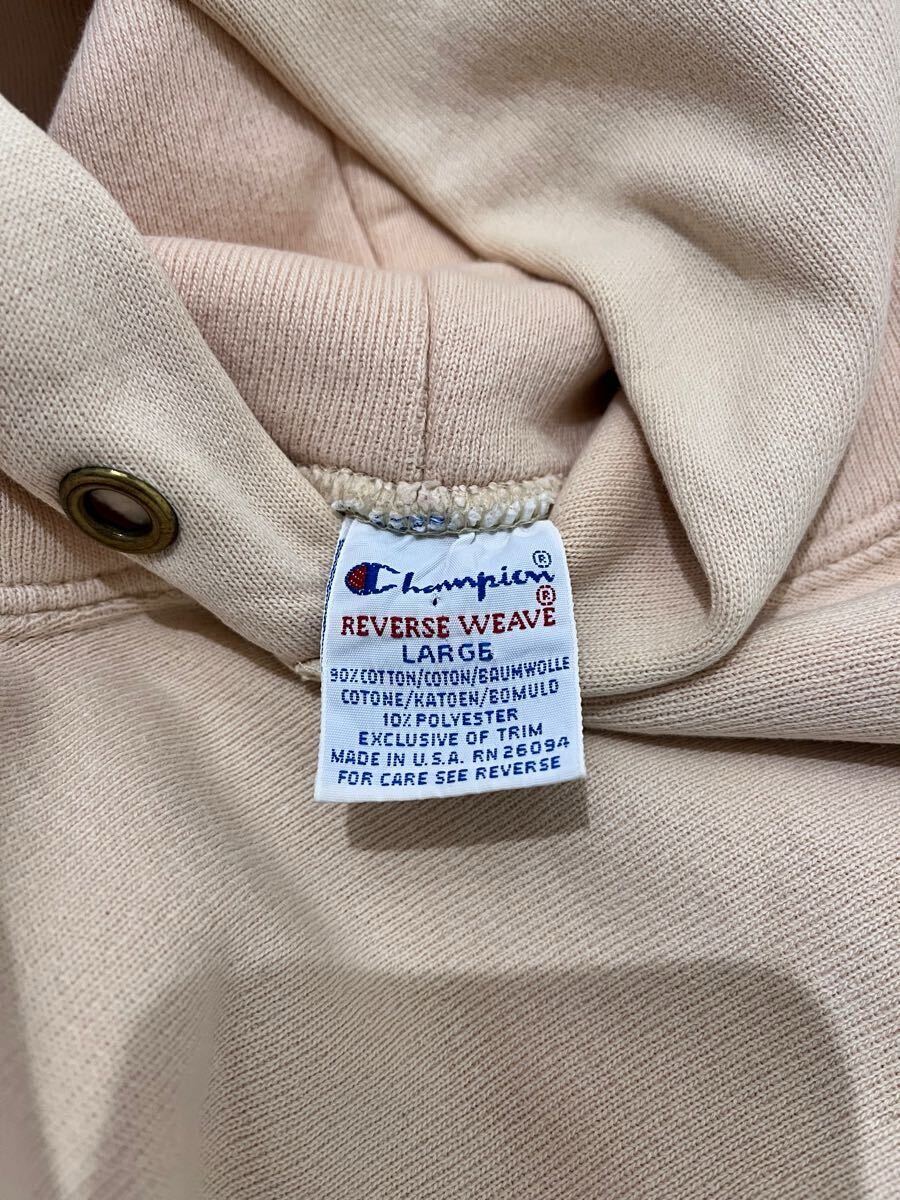 Champion®
REVERSE WEAVE®
LARGE
90% COTTON/COTON/BAUMWOLLE
COTONE/KATOEN/BOMULD
10% POLYESTER
EXCLUSIVE OF TRIM
MADE IN U.S.A. RN 26094
FOR CARE SEE REVERSE